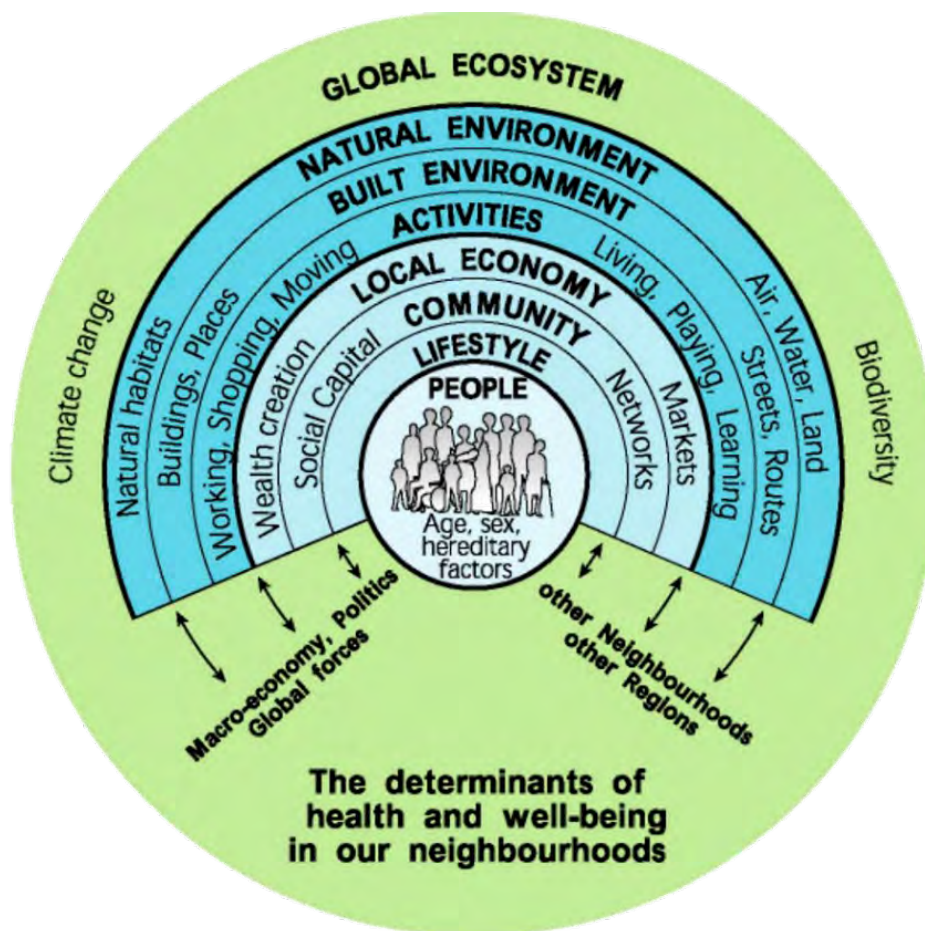 GLOBAL ECOSYSTEM
NATURAL ENVIRONMENT
BUILT ENVIRONMENT
ACTIVITIES
LOCAL ECONOMY
COMMUNITY
LIFESTYLE
PEOPLE
Age, sex,
hereditary
factors
Climate change
Natural habitats
Buildings, Places
Working, Shopping, Moving
Wealth creation
Social Capital
Networks
Markets
Living, Playing, Learning
Streets, Routes
Air, Water, Land
Biodiversity
Macro-economy, Politics
Global forces
other Neighbourhoods
other Regions
The determinants of
health and well-being
in our neighbourhoods